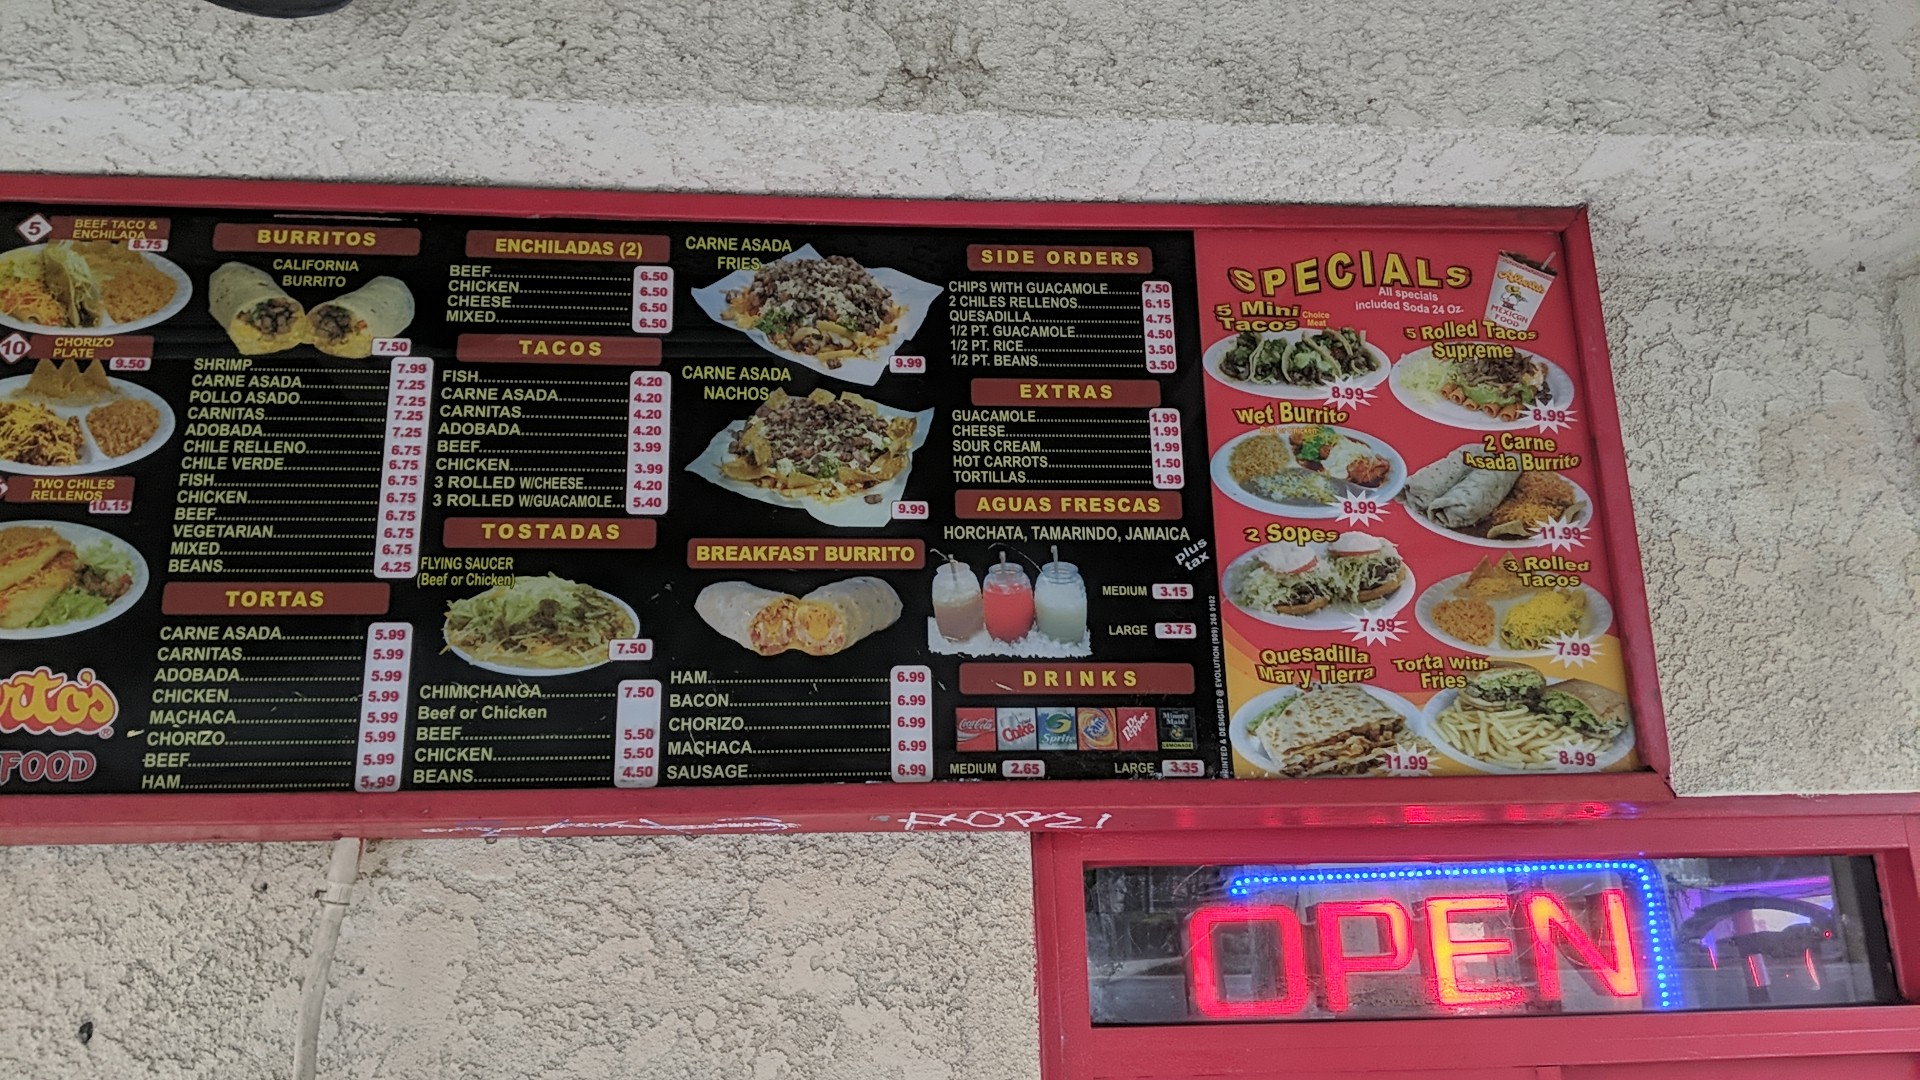 5
BEEF TACO &
ENCHILADA
8.75
10
CHORIZO
PLATE
9.50
TWO CHILES
RELLENOS
10.15
FOOD
BURRITOS
CALIFORNIA
BURRITO
7.50
SHRIMP 7.99
CARNE ASADA 7.25
POLLO ASADO 7.25
CARNITAS 7.25
ADOBADA 7.25
CHILE RELLENO 6.75
CHILE VERDE 6.75
FISH 6.75
CHICKEN 6.75
BEEF 6.75
VEGETARIAN 6.75
MIXED 6.75
BEANS 4.25
TORTAS
CARNE ASADA 5.99
CARNITAS 5.99
ADOBADA 5.99
CHICKEN 5.99
MACHACA 5.99
CHORIZO 5.99
BEEF 5.99
HAM 5.99
ENCHILADAS (2)
BEEF 6.50
CHICKEN 6.50
CHEESE 6.50
MIXED 6.50
TACOS
FISH 4.20
CARNE ASADA 4.20
CARNITAS 4.20
ADOBADA 4.20
BEEF 3.99
CHICKEN 3.99
3 ROLLED W/CHEESE 4.20
3 ROLLED W/GUACAMOLE 5.40
TOSTADAS
FLYING SAUCER
(Beef or Chicken)
7.50
CHIMICHANGA 7.50
Beef or Chicken
BEEF 5.50
CHICKEN 5.50
BEANS 4.50
CARNE ASADA
FRIES
9.99
CARNE ASADA
NACHOS
9.99
BREAKFAST BURRITO
HAM 6.99
BACON 6.99
CHORIZO 6.99
MACHACA 6.99
SAUSAGE 6.99
SIDE ORDERS
CHIPS WITH GUACAMOLE 7.50
2 CHILES RELLENOS 6.15
QUESADILLA 4.75
1/2 PT. GUACAMOLE 4.50
1/2 PT. RICE 3.50
1/2 PT. BEANS 3.50
EXTRAS
GUACAMOLE 1.99
CHEESE 1.99
SOUR CREAM 1.99
HOT CARROTS 1.50
TORTILLAS 1.99
AGUAS FRESCAS
HORCHATA, TAMARINDO, JAMAICA
plus
tax
MEDIUM 3.15
LARGE 3.75
DRINKS
Coca-Cola
Coke
Sprite
Fanta
Dr Pepper
Minute Maid
LEMONADE
MEDIUM 2.65 LARGE 3.35
SPECIALS
All specials
included Soda 24 Oz.
MEXICAN
FOOD
5 Mini
Tacos
Choice
Meat
8.99
5 Rolled Tacos
Supreme
8.99
Wet Burrito
8.99
2 Carne
Asada Burrito
11.99
2 Sopes
7.99
3 Rolled
Tacos
7.99
Quesadilla
Mar y Tierra
11.99
Torta With
Fries
8.99
OPEN